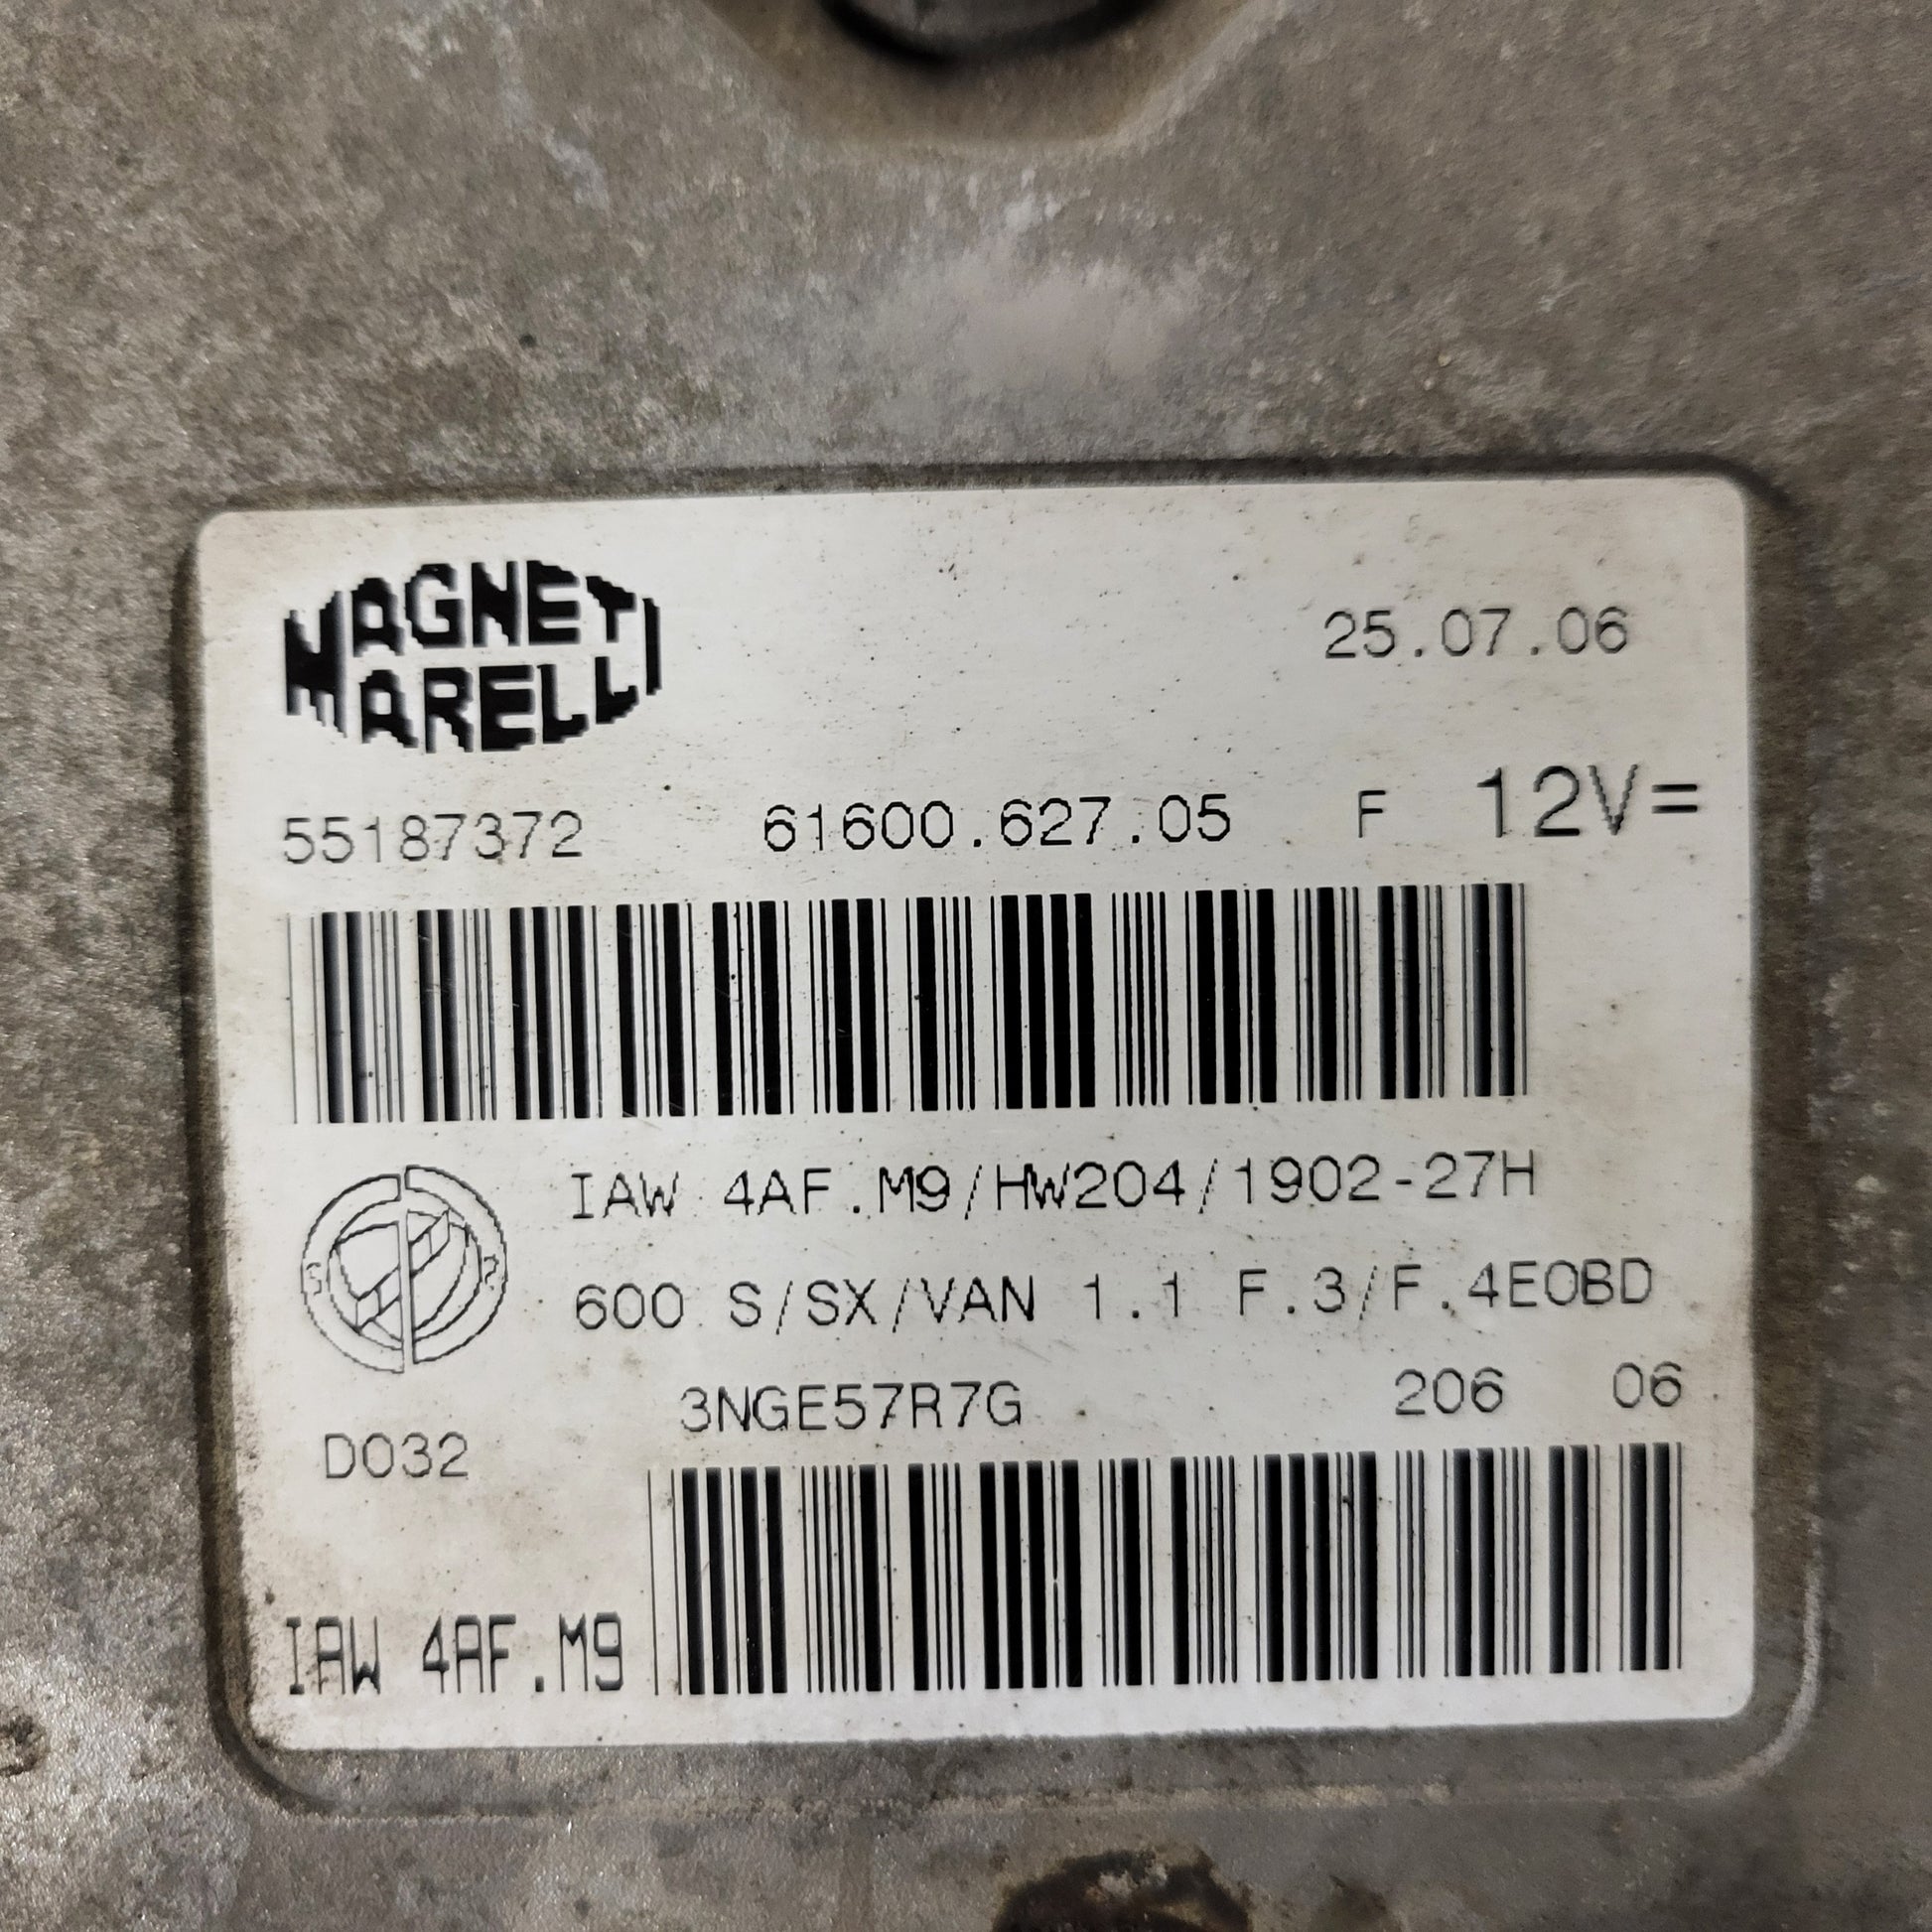 MAGNETI
MARELLI
25.07.06
55187372 61600.627.05 F 12V=
IAW 4AF.M9/HW204/1902-27H
600 S/SX/VAN 1.1 F.3/F.4EOBD
3NGE57R7G 206 06
D032
IAW 4AF.M9